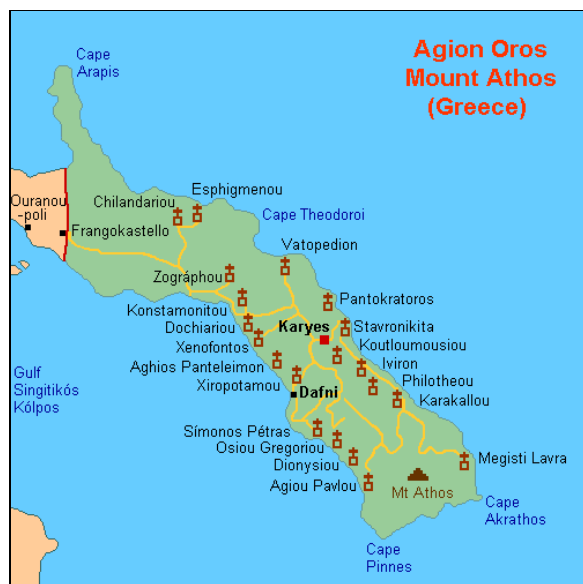 Agion Oros
Mount Athos
(Greece)
Cape
Arapis
Ouranou
-poli
Chilandariou
Esphigmenou
Cape Theodoroi
Frangokastello
Vatopedion
Zográphou
Pantokratoros
Konstamonitou
Dochiariou
Karyes
Stavronikita
Xenofontos
Koutloumousiou
Aghios Panteleimon
Iviron
Gulf
Singitikós
Kólpos
Xiropotamou
Philotheou
Dafni
Karakallou
Símonos Pétras
Osiou Gregoriou
Dionysiou
Megisti Lavra
Agiou Pavlou
Mt Athos
Cape
Akrathos
Cape
Pinnes